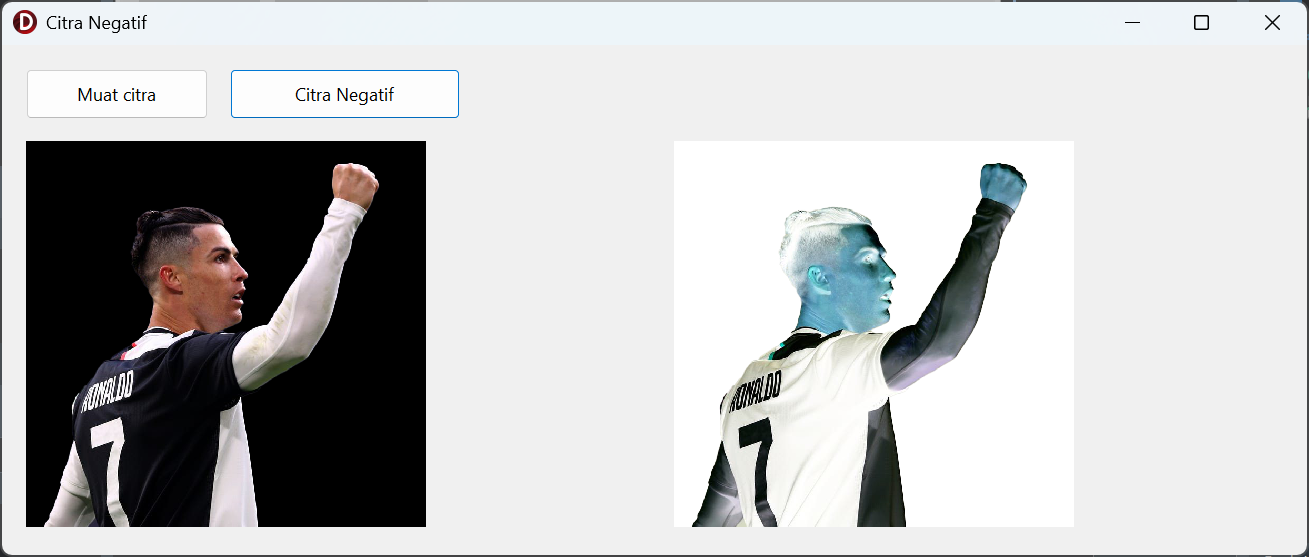 Citra Negatif
Muat citra
Citra Negatif
RONALDO
7
RONALDO
7